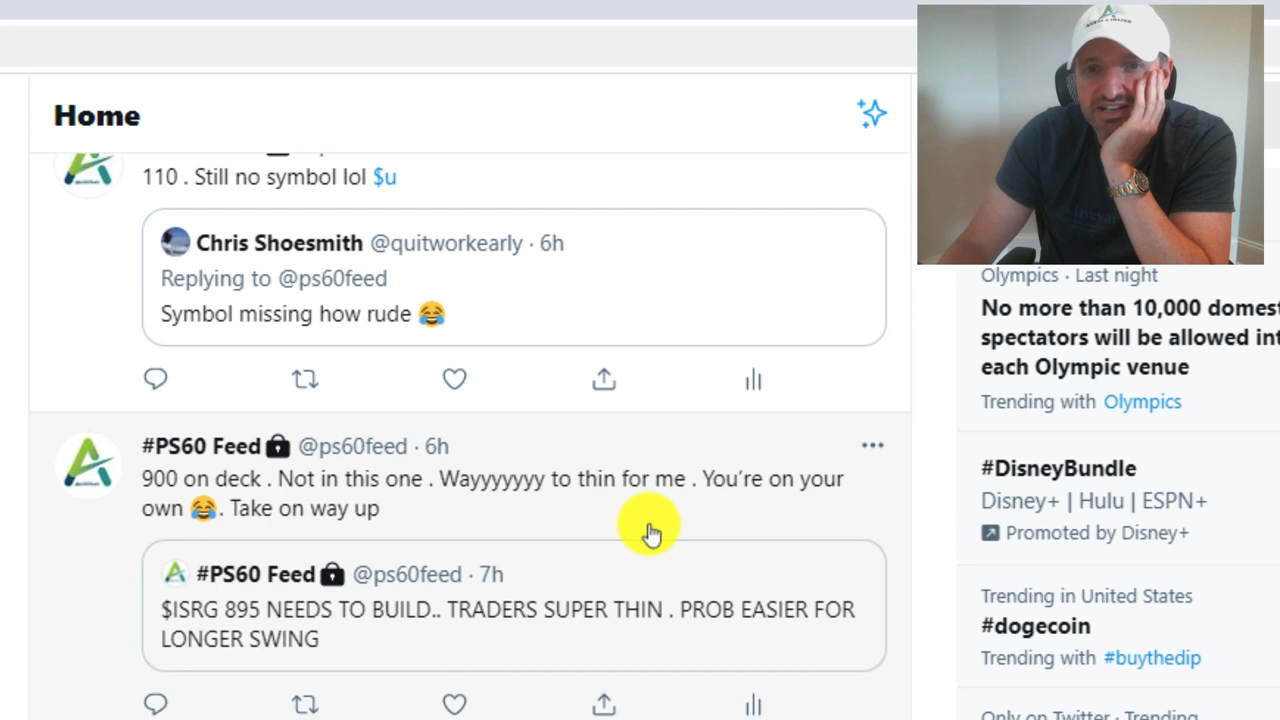 Home
110 . Still no symbol lol $u
Chris Shoesmith @quitworkearly · 6h
Replying to @ps60feed
Symbol missing how rude 😂
#PS60 Feed🔒 @ps60feed · 6h
900 on deck . Not in this one . Wayyyyyyy to thin for me . You're on your
own 😂. Take on way up
#PS60 Feed🔒 @ps60feed · 7h
$ISRG 895 NEEDS TO BUILD.. TRADERS SUPER THIN . PROB EASIER FOR
LONGER SWING
Olympics · Last night
No more than 10,000 domest
spectators will be allowed int
each Olympic venue
Trending with Olympics
#DisneyBundle
Disney+ | Hulu | ESPN+
Promoted by Disney+
Trending in United States
#dogecoin
Trending with #buythedip
Only on Twitter · Trending